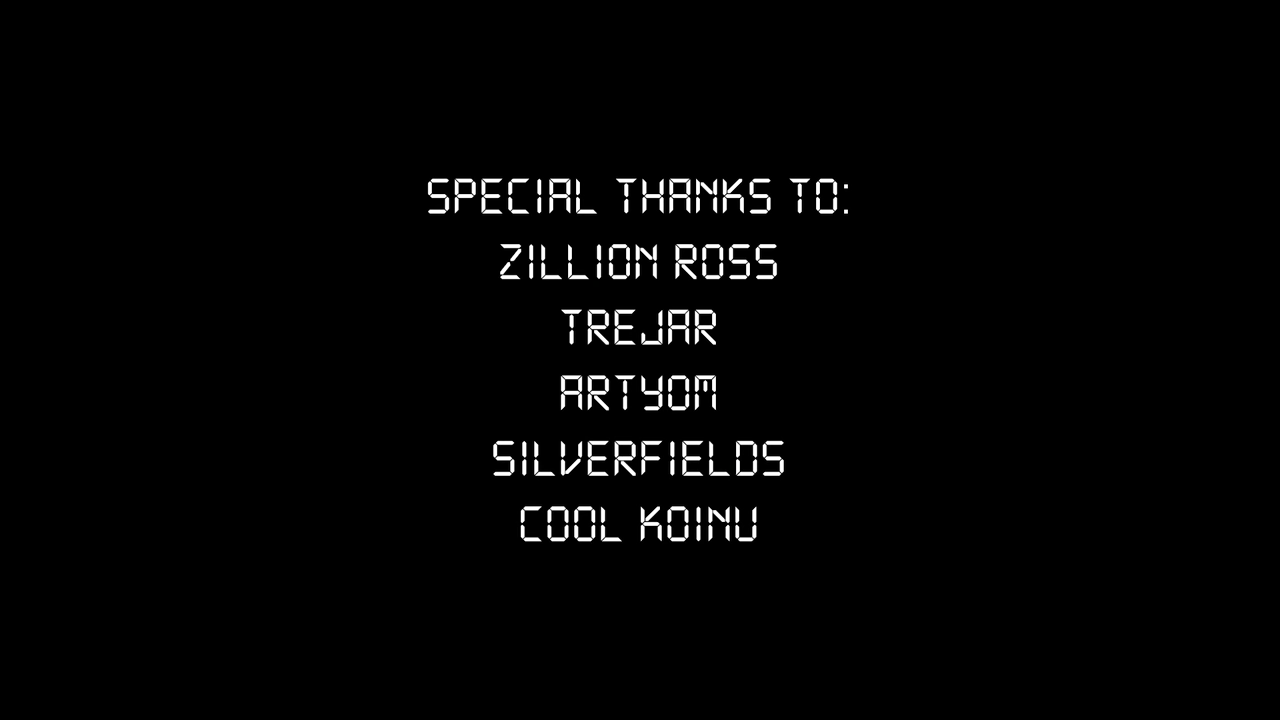 SPECIAL THANKS TO:
ZILLION ROSS
TREJAR
ARTYOM
SILVERFIELDS
COOL KOINU